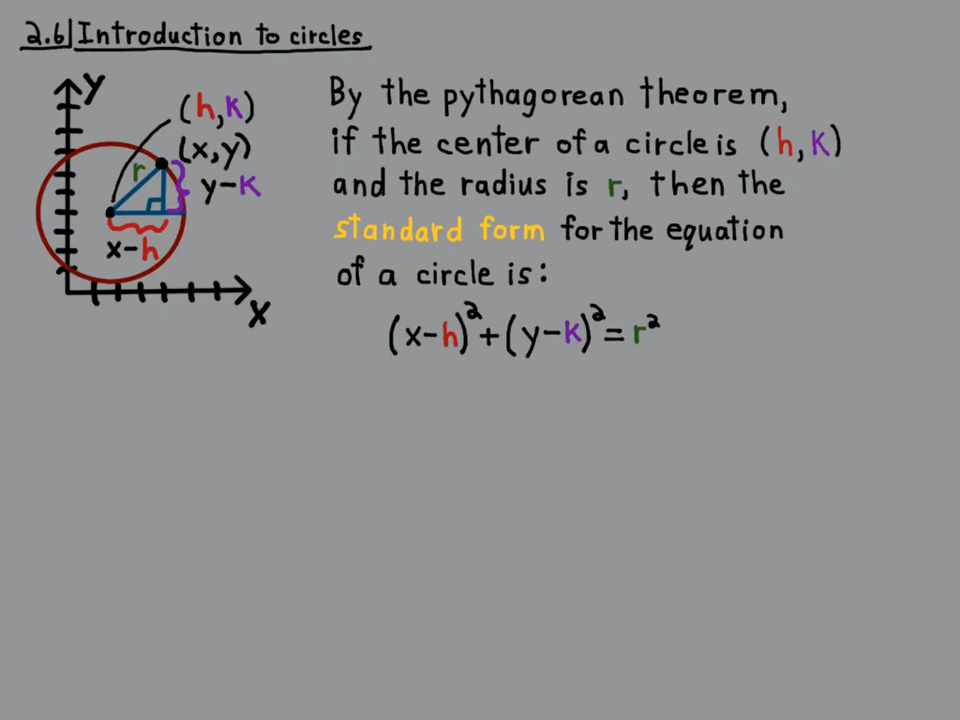 2.6| Introduction to circles
y
(h,k)
(x,y)
r
y-k
x-h
x
By the pythagorean theorem,
if the center of a circle is (h,k)
and the radius is r, then the
standard form for the equation
of a circle is:
(x-h)²+(y-k)²=r²